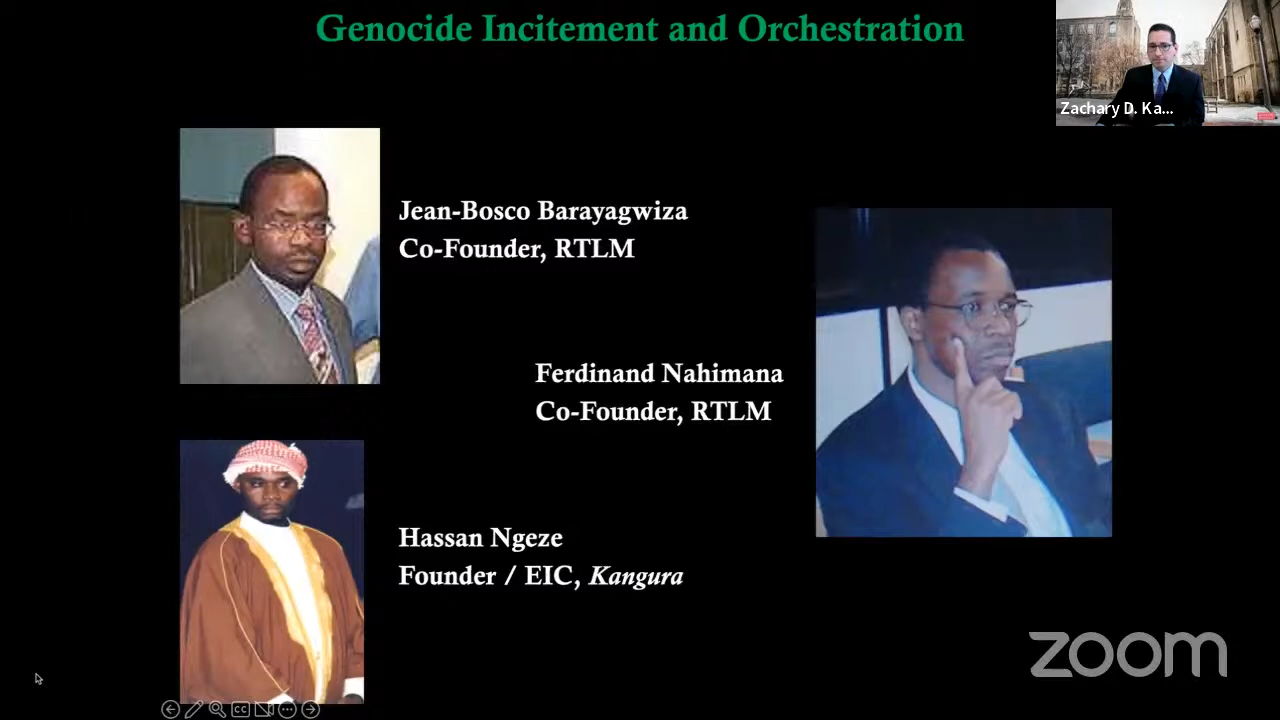 Genocide Incitement and Orchestration
Zachary D. Ka...
Jean-Bosco Barayagwiza
Co-Founder, RTLM
Ferdinand Nahimana
Co-Founder, RTLM
Hassan Ngeze
Founder / EIC, Kangura
zoom
CC